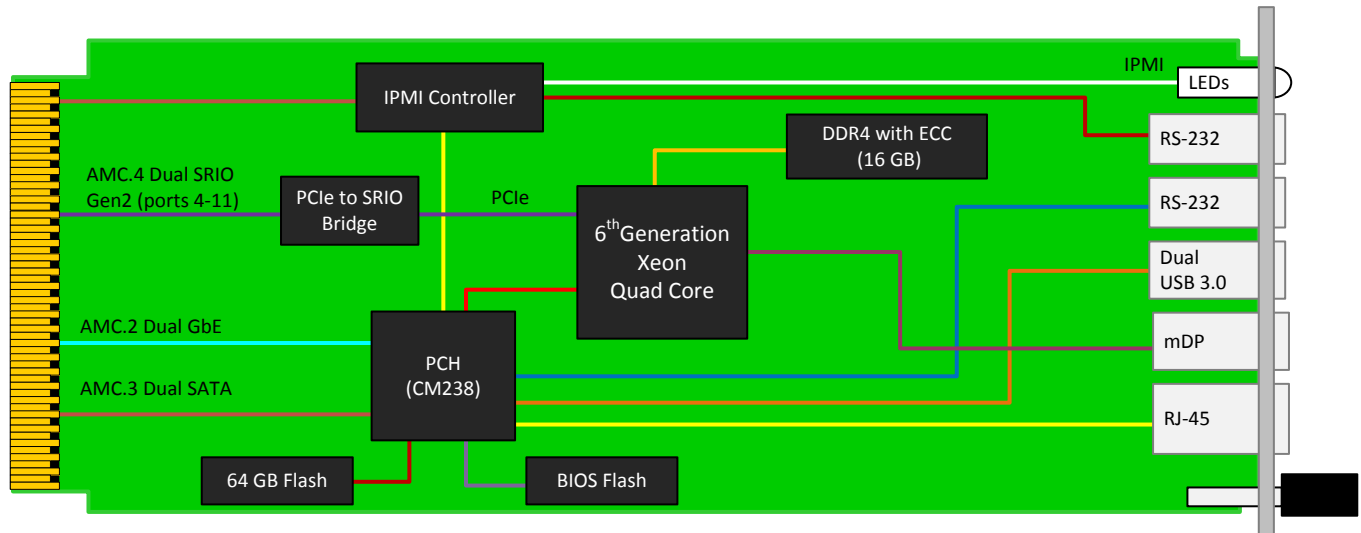 IPMI
LEDs
IPMI Controller
RS-232
DDR4 with ECC
(16 GB)
AMC.4 Dual SRIO
Gen2 (ports 4-11)
PCIe to SRIO
Bridge
PCIe
RS-232
6thGeneration
Xeon
Quad Core
Dual
USB 3.0
AMC.2 Dual GbE
mDP
PCH
(CM238)
AMC.3 Dual SATA
RJ-45
64 GB Flash
BIOS Flash